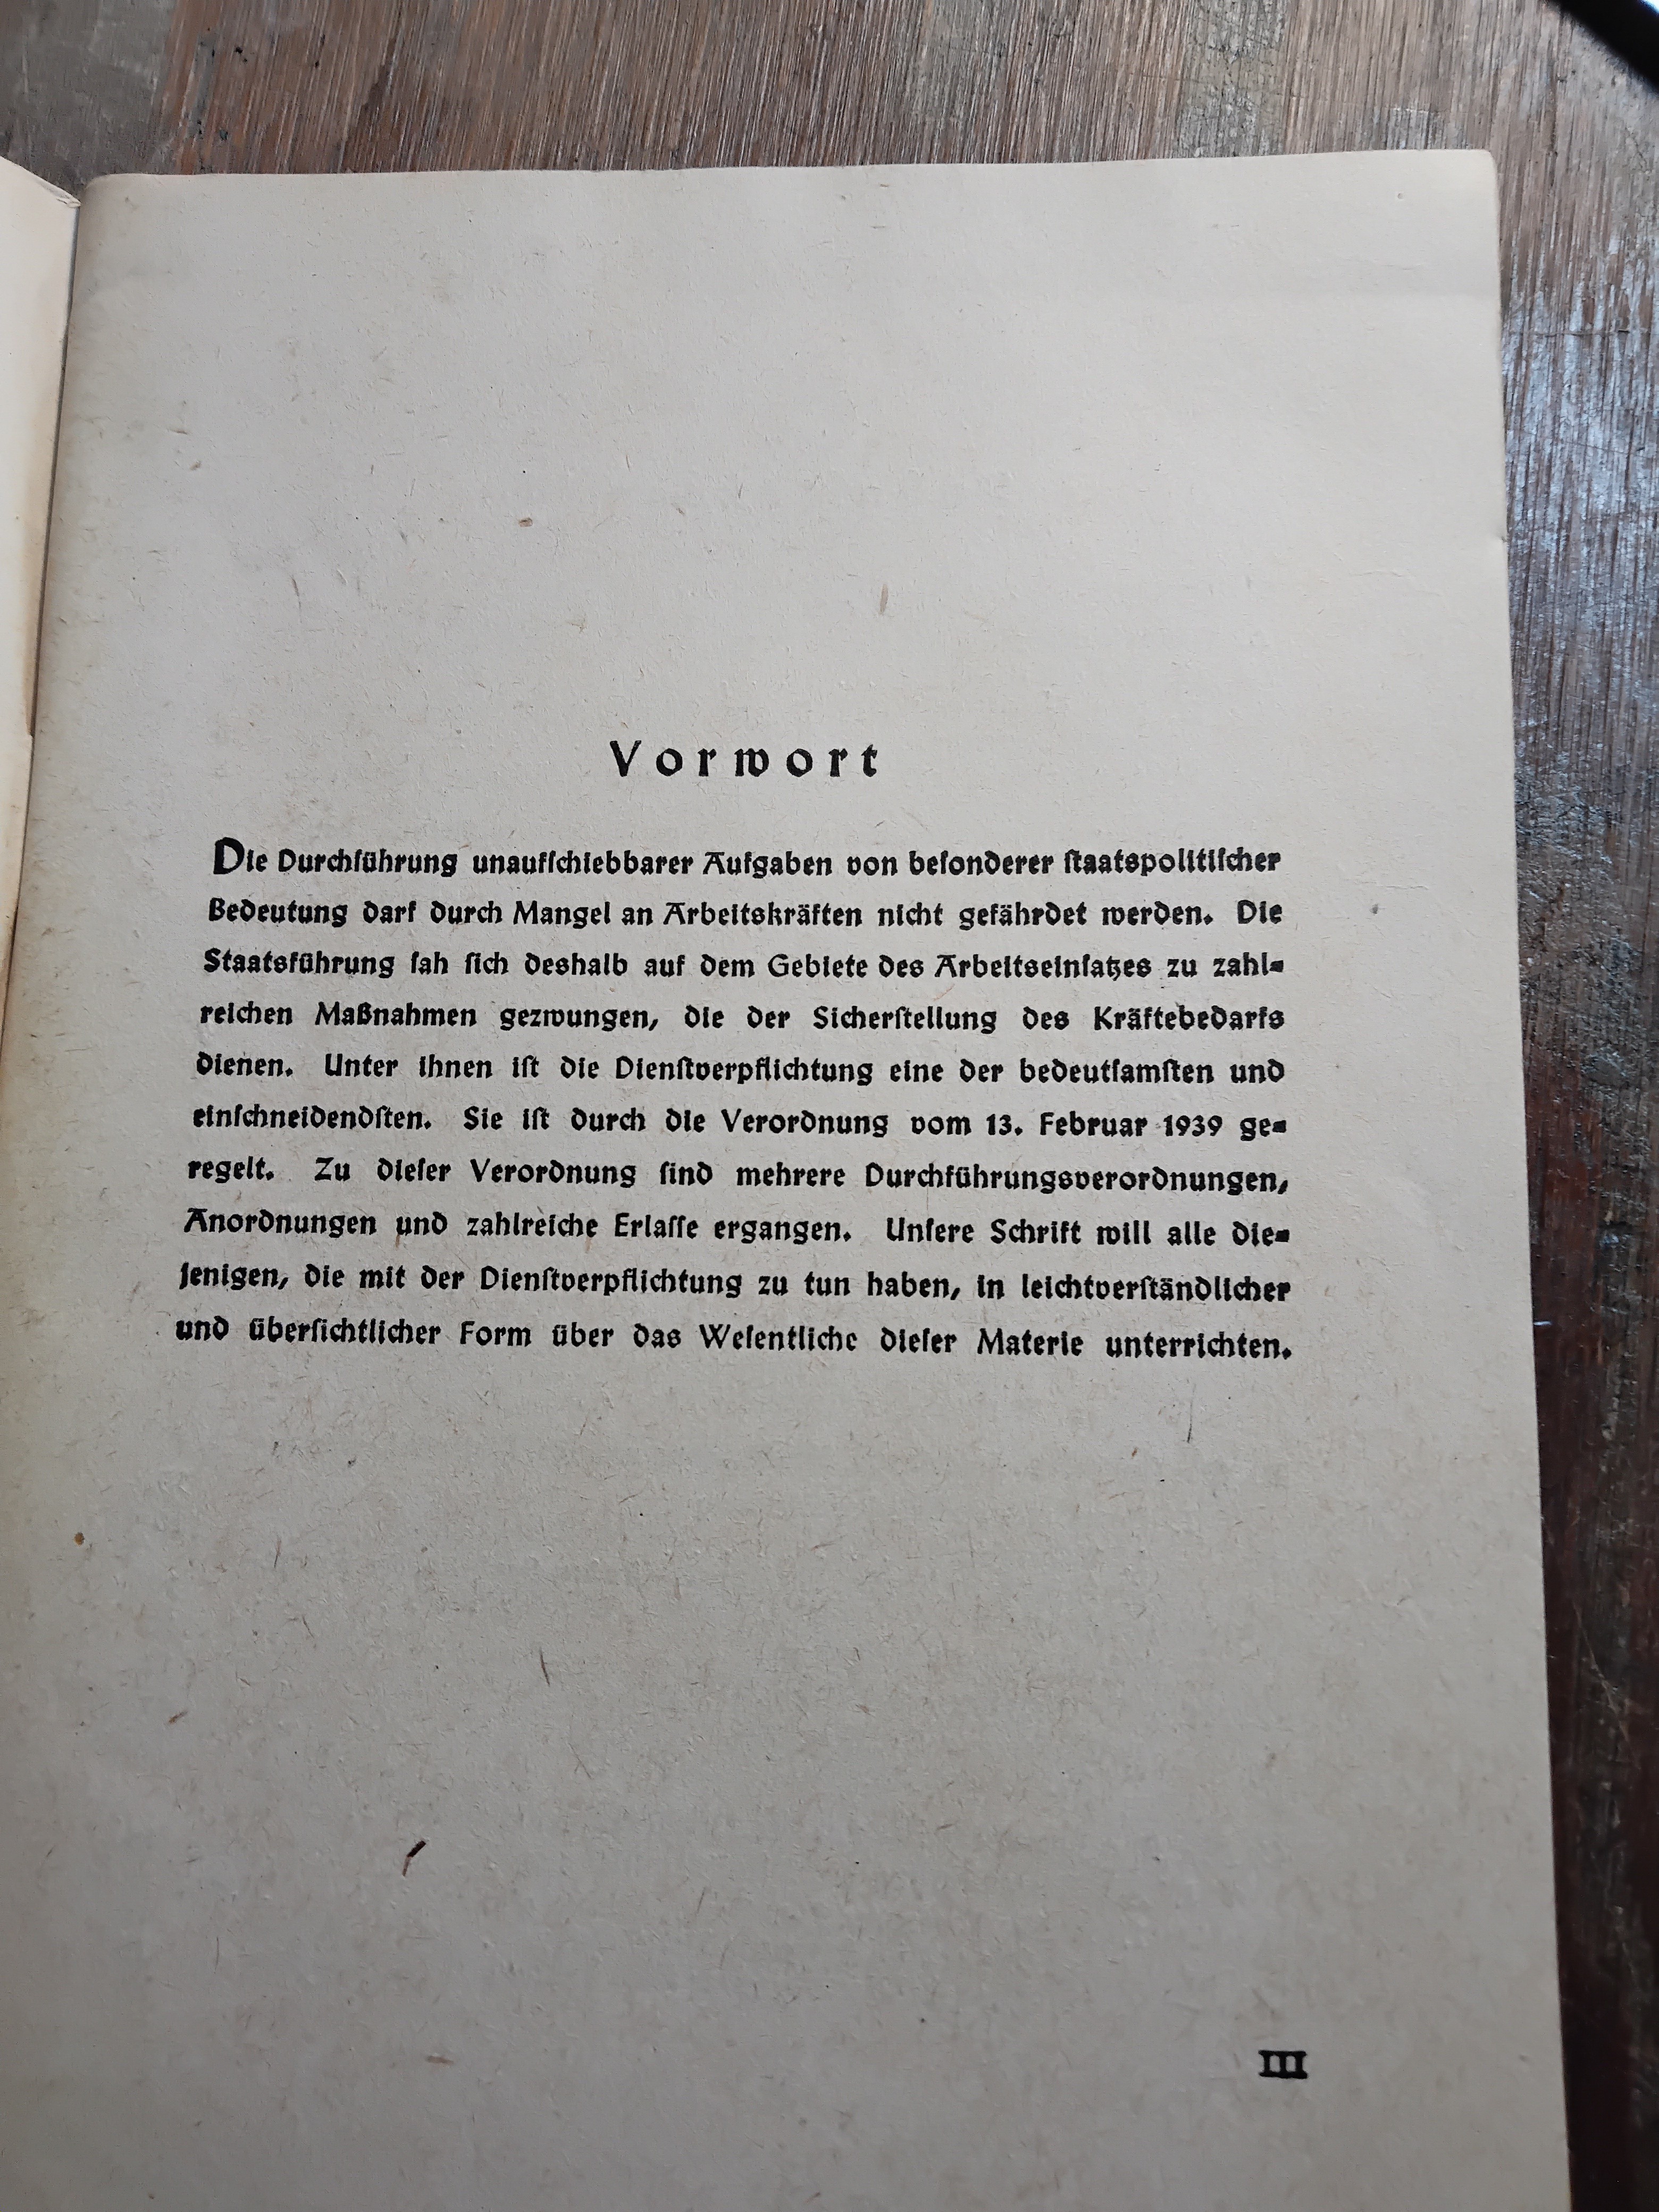 Vorwort
Die Durchführung unaufſchiebbarer Aufgaben von beſonderer ſtaatspolitiſcher
Bedeutung darf durch Mangel an Arbeitskräften nicht gefährdet werden. Die
Staatsführung ſah ſich deshalb auf dem Gebiete des Arbeitseinſatzes zu zahl-
reichen Maßnahmen gezwungen, die der Sicherſtellung des Kräftebedarfs
dienen. Unter ihnen iſt die Dienſtverpflichtung eine der bedeutſamſten und
einſchneidendſten. Sie iſt durch die Verordnung vom 13. Februar 1939 ge-
regelt. Zu dieſer Verordnung ſind mehrere Durchführungsverordnungen,
Anordnungen und zahlreiche Erlaſſe ergangen. Unſere Schrift will alle die-
jenigen, die mit der Dienſtverpflichtung zu tun haben, in leichtverſtändlicher
und überſichtlicher Form über das Weſentliche dieſer Materie unterrichten.
III